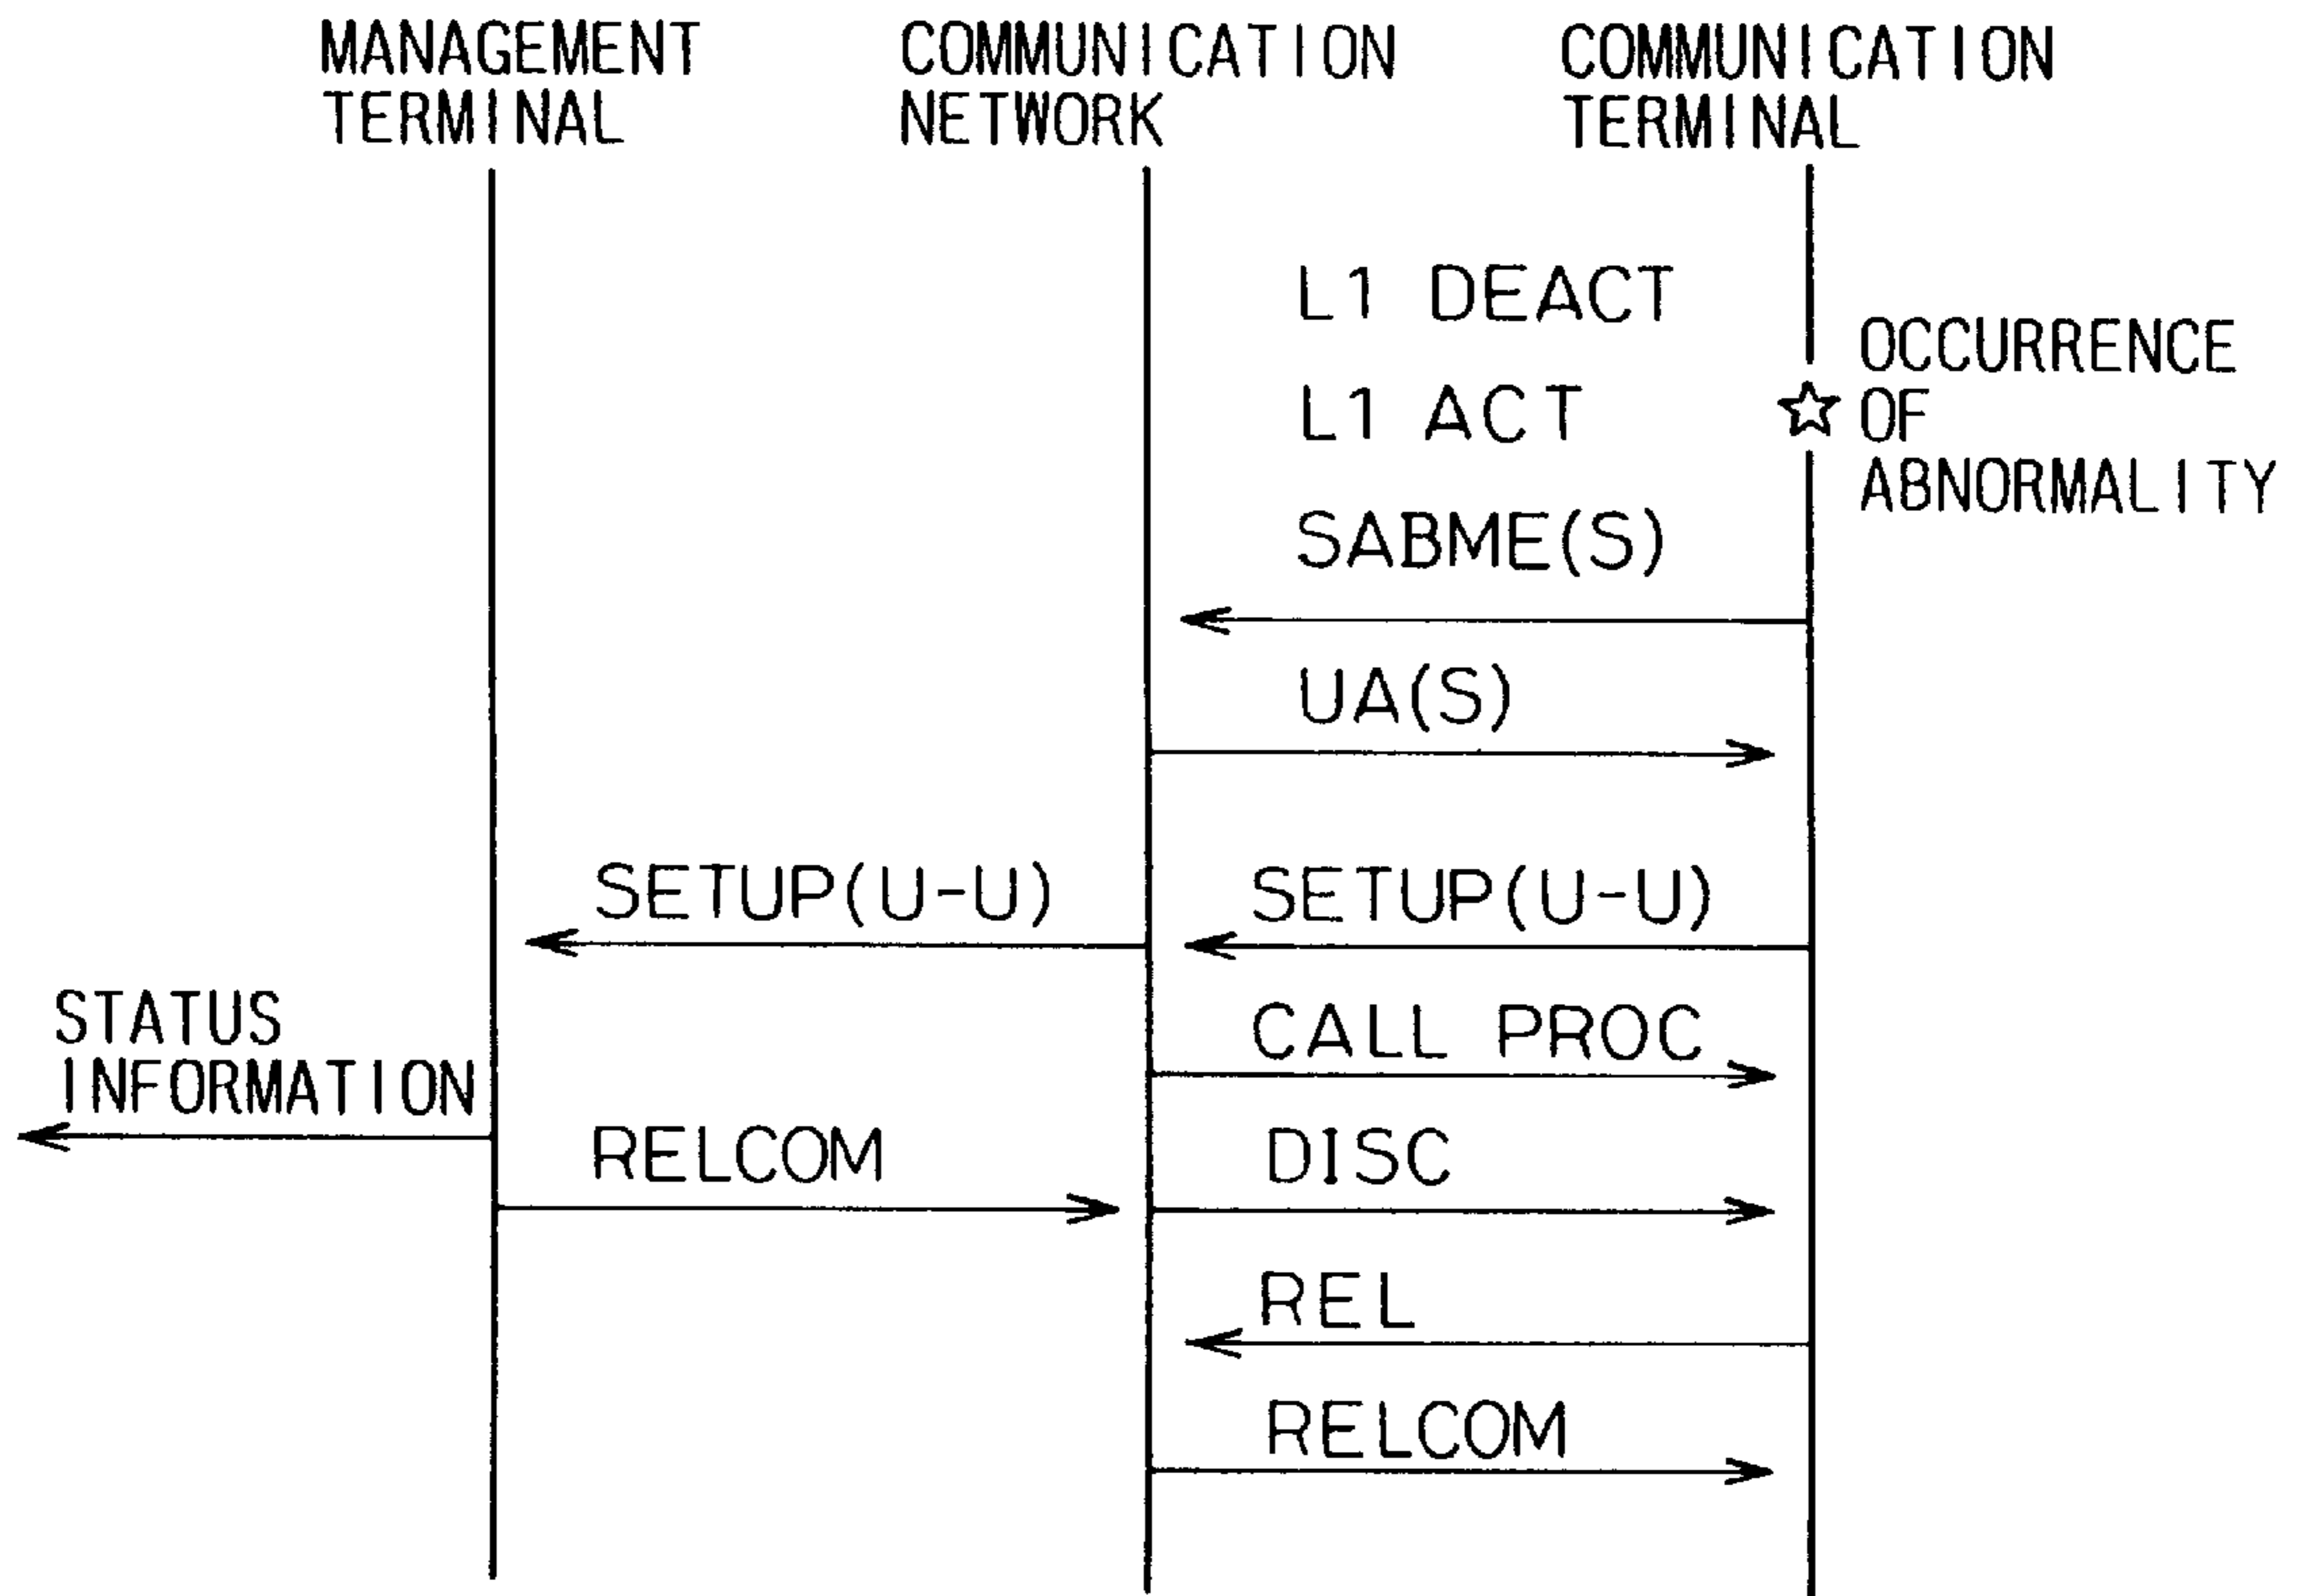 MANAGEMENT
TERMINAL
COMMUNICATION
NETWORK
COMMUNICATION
TERMINAL
L1 DEACT
OCCURRENCE
OF
ABNORMALITY
L1 ACT
SABME(S)
UA(S)
SETUP(U-U)
SETUP(U-U)
STATUS
INFORMATION
CALL PROC
RELCOM
DISC
REL
RELCOM